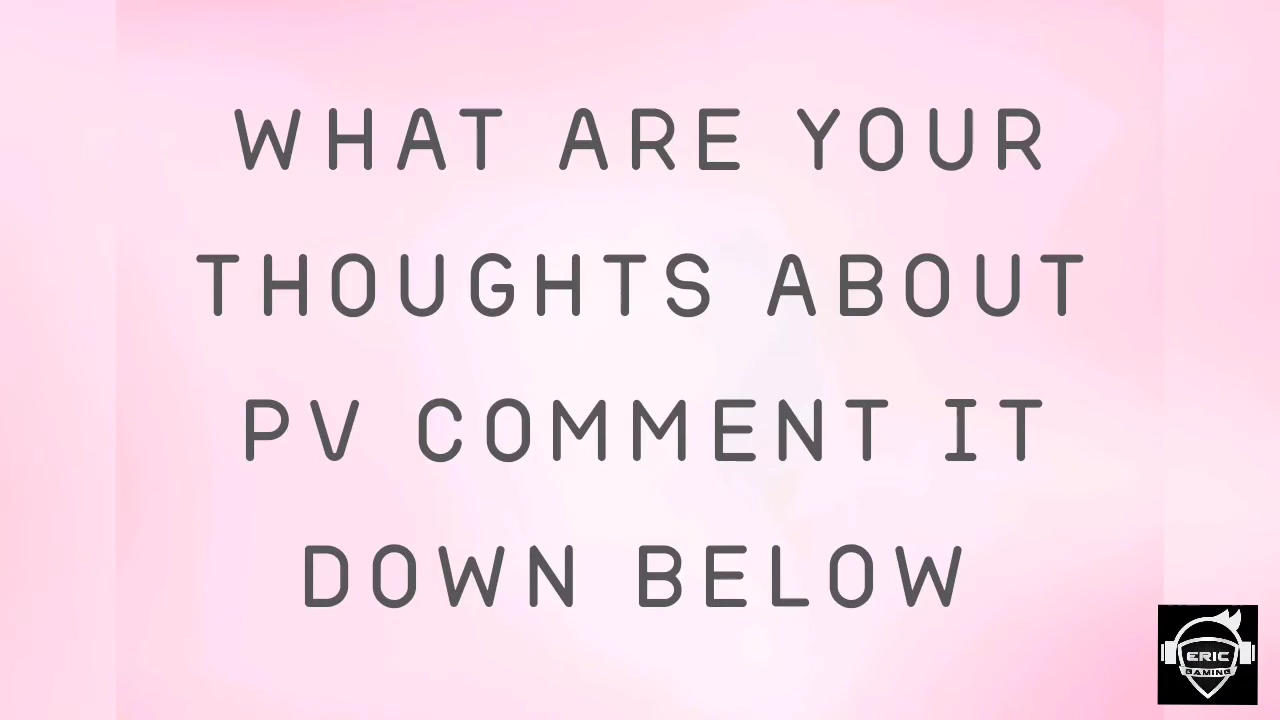 WHAT ARE YOUR
THOUGHTS ABOUT
PV COMMENT IT
DOWN BELOW
ERIC
GAMING